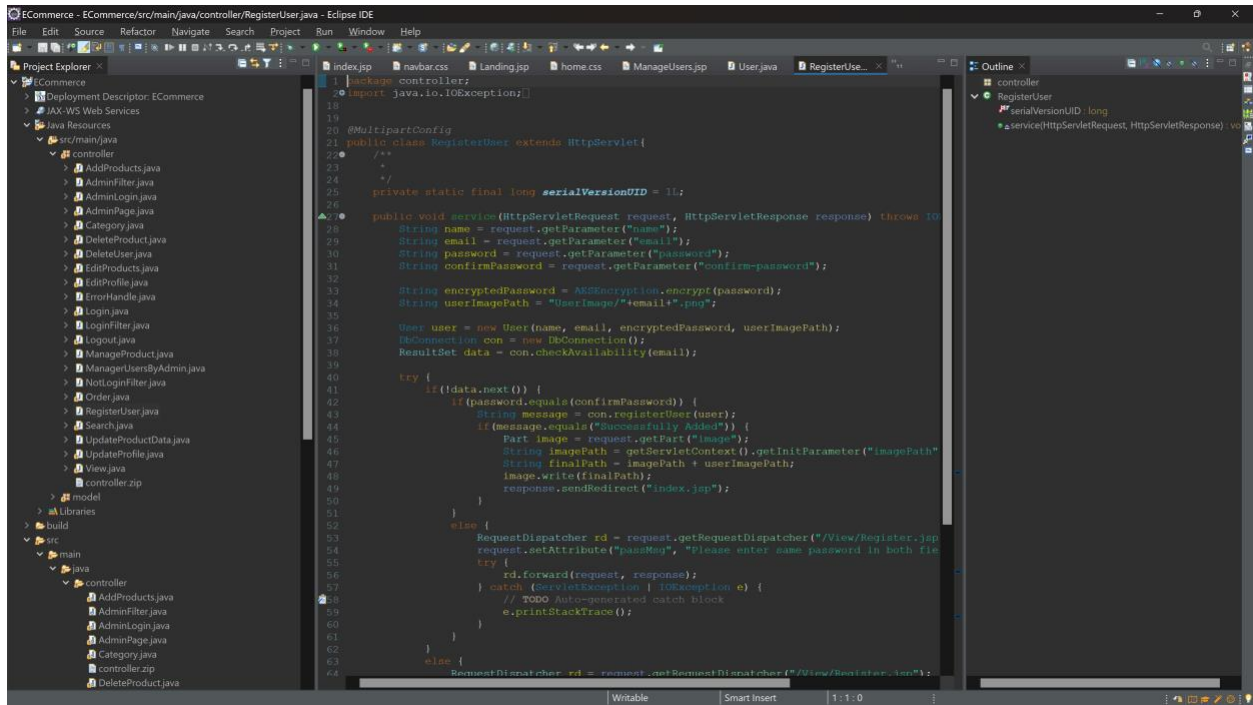 ECommerce - ECommerce/src/main/java/controller/RegisterUser.java - Eclipse IDE
File Edit Source Refactor Navigate Search Project Run Window Help
Project Explorer
ECommerce
Deployment Descriptor: ECommerce
JAX-WS Web Services
Java Resources
src/main/java
controller
AddProducts.java
AdminFilter.java
AdminLogin.java
AdminPage.java
Category.java
DeleteProduct.java
DeleteUser.java
EditProducts.java
EditProfile.java
ErrorHandle.java
Login.java
LoginFilter.java
Logout.java
ManageProduct.java
ManagerUsersByAdmin.java
NotLoginFilter.java
Order.java
RegisterUser.java
Search.java
UpdateProductData.java
UpdateProfile.java
View.java
controller.zip
model
Libraries
build
src
main
java
controller
AddProducts.java
AdminFilter.java
AdminLogin.java
AdminPage.java
Category.java
controller.zip
DeleteProduct.java
index.jsp navbar.css Landing.jsp home.css ManageUsers.jsp User.java RegisterUse...
1 package controller;
2 import java.io.IOException;
18
19
20 @MultipartConfig
21 public class RegisterUser extends HttpServlet{
22 /**
23 *
24 */
25 private static final long serialVersionUID = 1L;
26
27 public void service(HttpServletRequest request, HttpServletResponse response) throws IO
28 String name = request.getParameter("name");
29 String email = request.getParameter("email");
30 String password = request.getParameter("password");
31 String confirmPassword = request.getParameter("confirm-password");
32
33 String encryptedPassword = AESEncryption.encrypt(password);
34 String userImagePath = "UserImage/"+email+".png";
35
36 User user = new User(name, email, encryptedPassword, userImagePath);
37 DbConnection con = new DbConnection();
38 ResultSet data = con.checkAvailability(email);
39
40 try {
41 if(!data.next()) {
42 if(password.equals(confirmPassword)) {
43 String message = con.registerUser(user);
44 if(message.equals("Successfully Added")) {
45 Part image = request.getPart("image");
46 String imagePath = getServletContext().getInitParameter("imagePath"
47 String finalPath = imagePath + userImagePath;
48 image.write(finalPath);
49 response.sendRedirect("index.jsp");
50 }
51 }
52 else {
53 RequestDispatcher rd = request.getRequestDispatcher("/View/Register.jsp
54 request.setAttribute("passMsg", "Please enter same password in both fie
55 try {
56 rd.forward(request, response);
57 } catch (ServletException | IOException e) {
58 // TODO Auto-generated catch block
59 e.printStackTrace();
60 }
61 }
62 }
63 else {
64 RequestDispatcher rd = request.getRequestDispatcher("/View/Register.jsp");
Outline
controller
RegisterUser
serialVersionUID : long
service(HttpServletRequest, HttpServletResponse) : vo
Writable Smart Insert 1 : 1 : 0